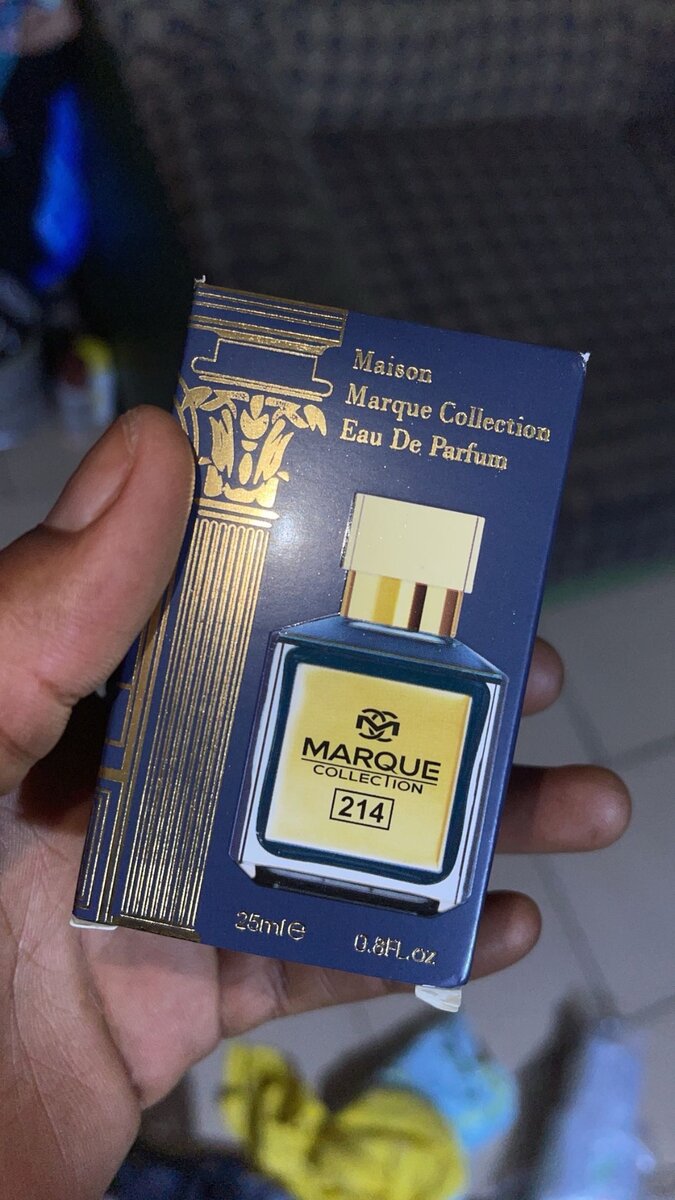 Maison
Marque Collection
Eau De Parfum
MARQUE
COLLECTION
214
25ml℮
0.8FL.oz